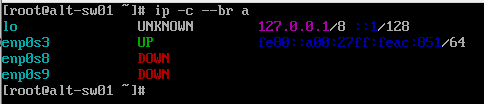 [root@alt-sw01 ~]# ip -c --br a
lo UNKNOWN 127.0.0.1/8 ::1/128
enp0s3 UP fe80::a00:27ff:feac:851/64
enp0s8 DOWN
enp0s9 DOWN
[root@alt-sw01 ~]#